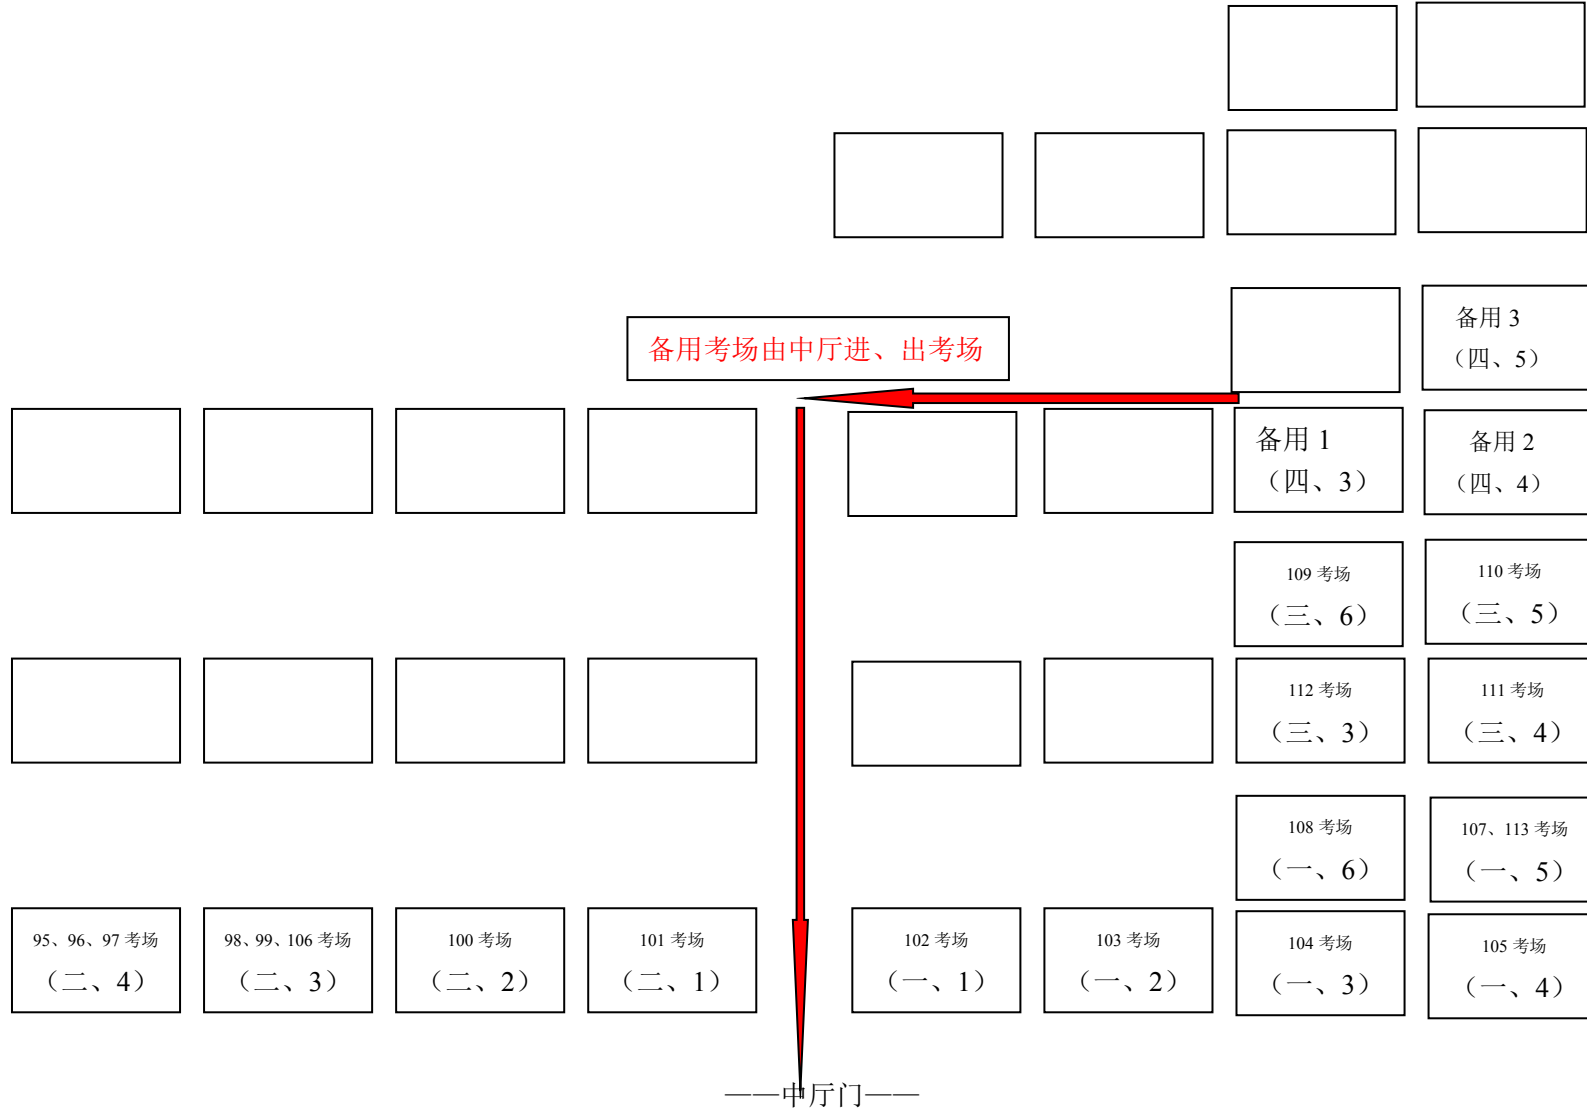 备用 3
（四、5）
备用考场由中厅进、出考场
备用 1
（四、3）
备用 2
（四、4）
109 考场
（三、6）
110 考场
（三、5）
112 考场
（三、3）
111 考场
（三、4）
108 考场
（一、6）
107、113 考场
（一、5）
95、96、97 考场
（二、4）
98、99、106 考场
（二、3）
100 考场
（二、2）
101 考场
（二、1）
102 考场
（一、1）
103 考场
（一、2）
104 考场
（一、3）
105 考场
（一、4）
——中厅门——